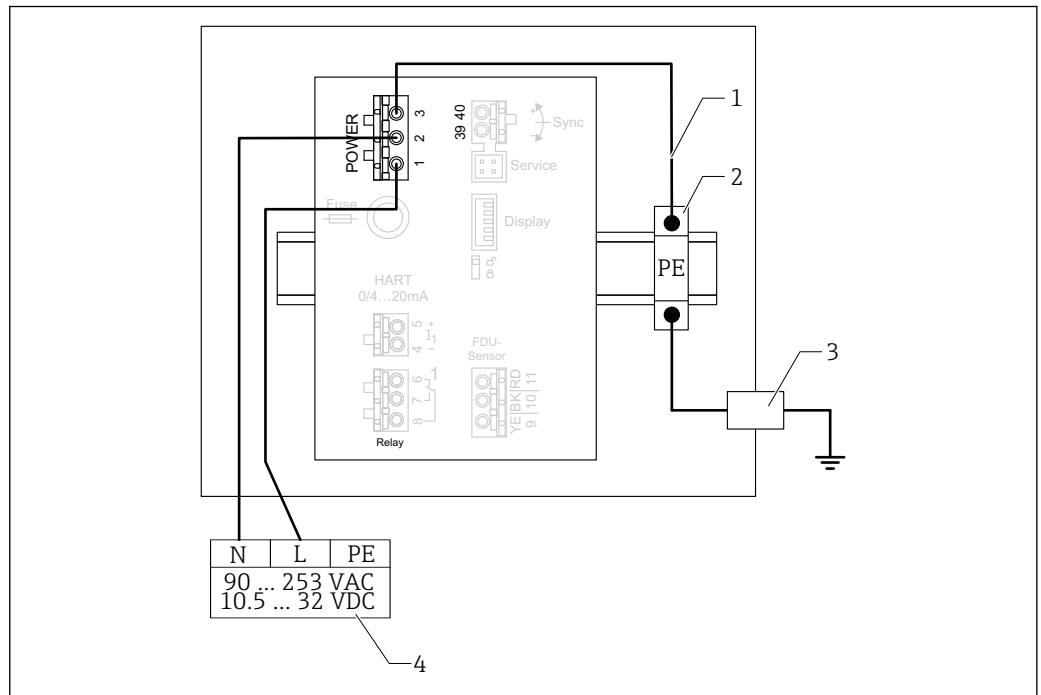 1
2
3
4
POWER
3
2
1
39 40
+
-
Sync
Service
Fuse
Display
HART
0/4...20mA
5
4
+
I1
-
FDU-
Sensor
6
7
8
1
Relay
YE|BK|RD
9 |10| 11
PE
N L PE
90 ... 253 VAC
10.5 ... 32 VDC